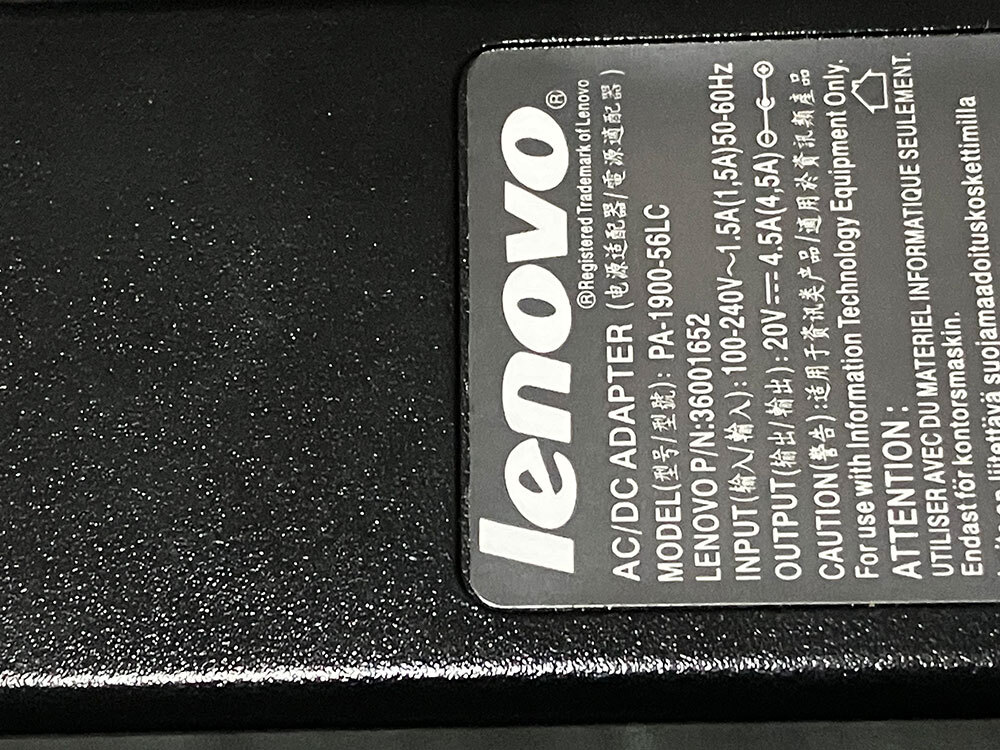 lenovo®
®Registered Trademark of Lenovo
AC/DC ADAPTER (电源适配器/電源適配器)
MODEL(型号/型號): PA-1900-56LC
LENOVO P/N:36001652
INPUT(输入/輸入):100-240V～1.5A(1,5A)50-60Hz
OUTPUT(输出/輸出):20V⎓4.5A(4,5A)
CAUTION(警告):适用于资讯类产品/適用於資訊類產品
For use with Information Technology Equipment Only.
ATTENTION:
UTILISER AVEC DU MATERIEL INFORMATIQUE SEULEMENT.
Endast för kontorsmaskin.
liitettävä suojamaadoituskoskettimilla